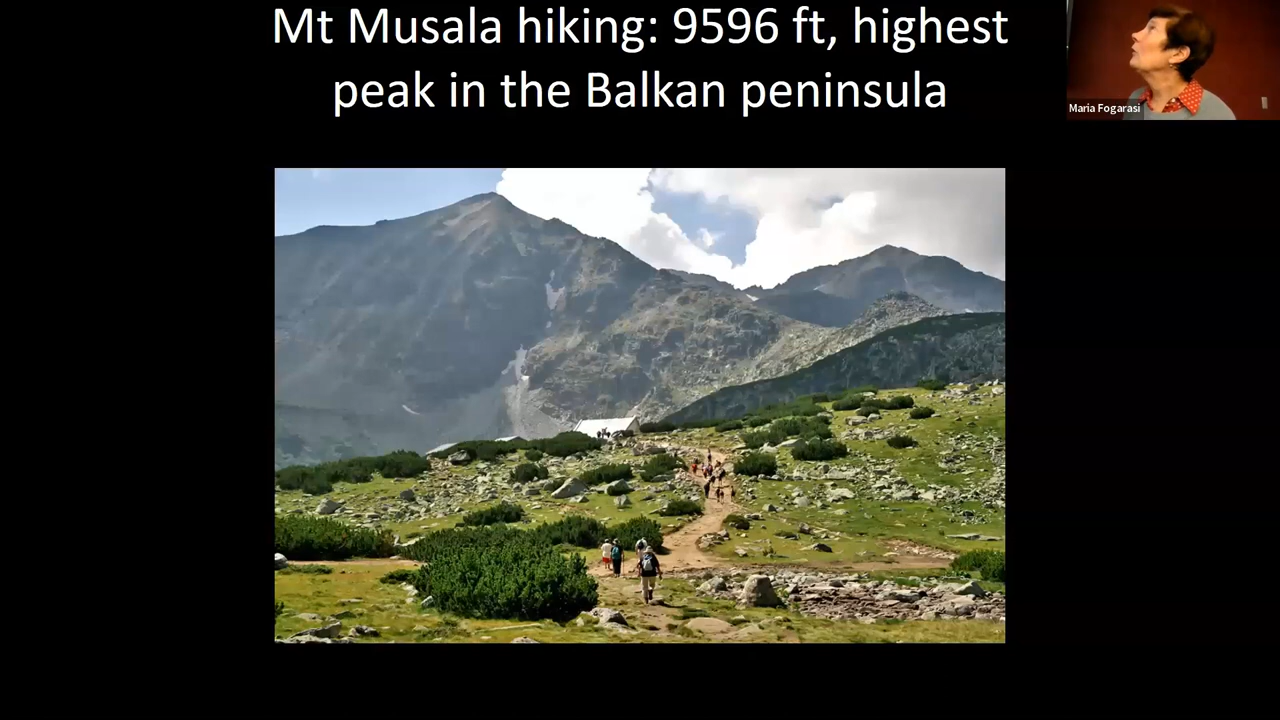 Mt Musala hiking: 9596 ft, highest
peak in the Balkan peninsula
Maria Fogarasi